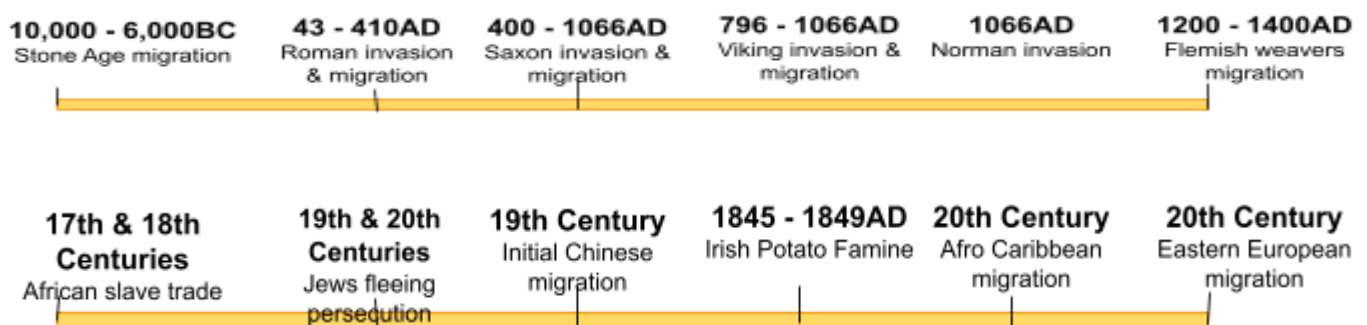 10,000 - 6,000BC
Stone Age migration
43 - 410AD
Roman invasion
& migration
400 - 1066AD
Saxon invasion &
migration
796 - 1066AD
Viking invasion &
migration
1066AD
Norman invasion
1200 - 1400AD
Flemish weavers
migration
17th & 18th
Centuries
African slave trade
19th & 20th
Centuries
Jews fleeing
persecution
19th Century
Initial Chinese
migration
1845 - 1849AD
Irish Potato Famine
20th Century
Afro Caribbean
migration
20th Century
Eastern European
migration